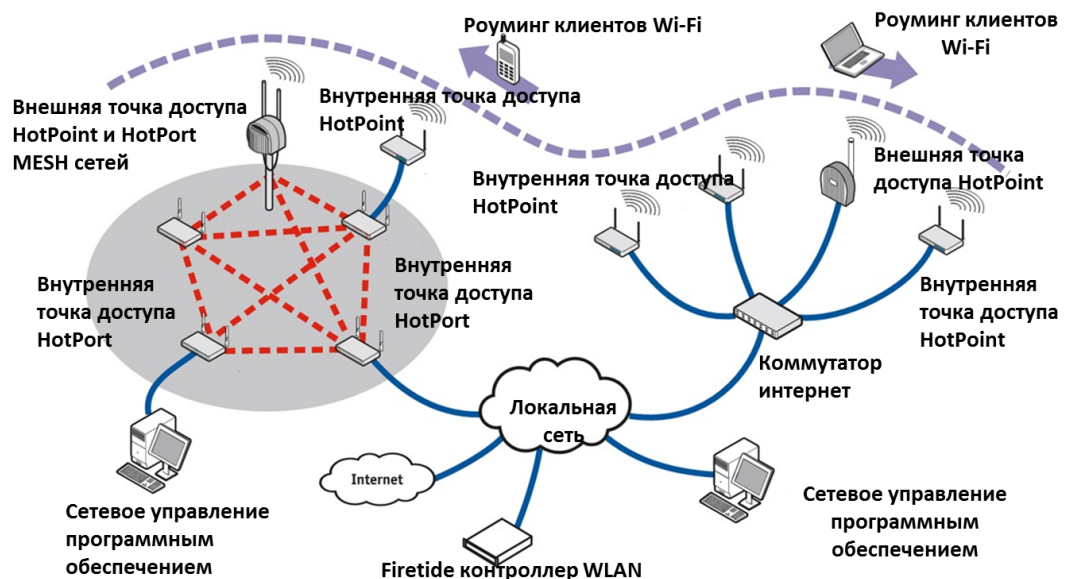 Роуминг клиентов Wi-Fi
Роуминг клиентов
Wi-Fi
Внешняя точка доступа
HotPoint и HotPort
MESH сетей
Внутренняя точка доступа
HotPoint
Внутренняя точка доступа
HotPoint
Внешняя точка
доступа HotPoint
Внутренняя
точка доступа
HotPort
Внутренняя
точка доступа
HotPort
Внутренняя
точка доступа
HotPoint
Коммутатор
интернет
Локальная
сеть
Internet
Сетевое управление
программным
обеспечением
Сетевое управление
программным
обеспечением
Firetide контроллер WLAN